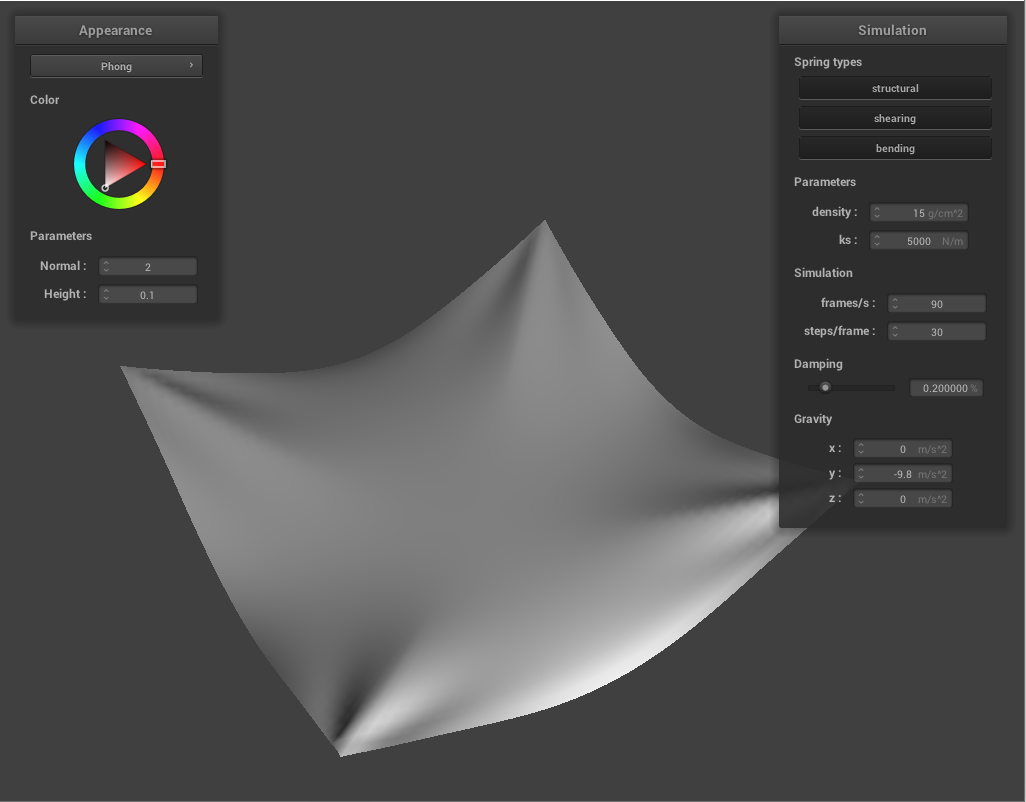 Appearance
Phong ›
Color
Parameters
Normal : 2
Height : 0.1
Simulation
Spring types
structural
shearing
bending
Parameters
density : 15 g/cm^2
ks : 5000 N/m
Simulation
frames/s : 90
steps/frame : 30
Damping
0.200000 %
Gravity
x : 0 m/s^2
y : -9.8 m/s^2
z : 0 m/s^2